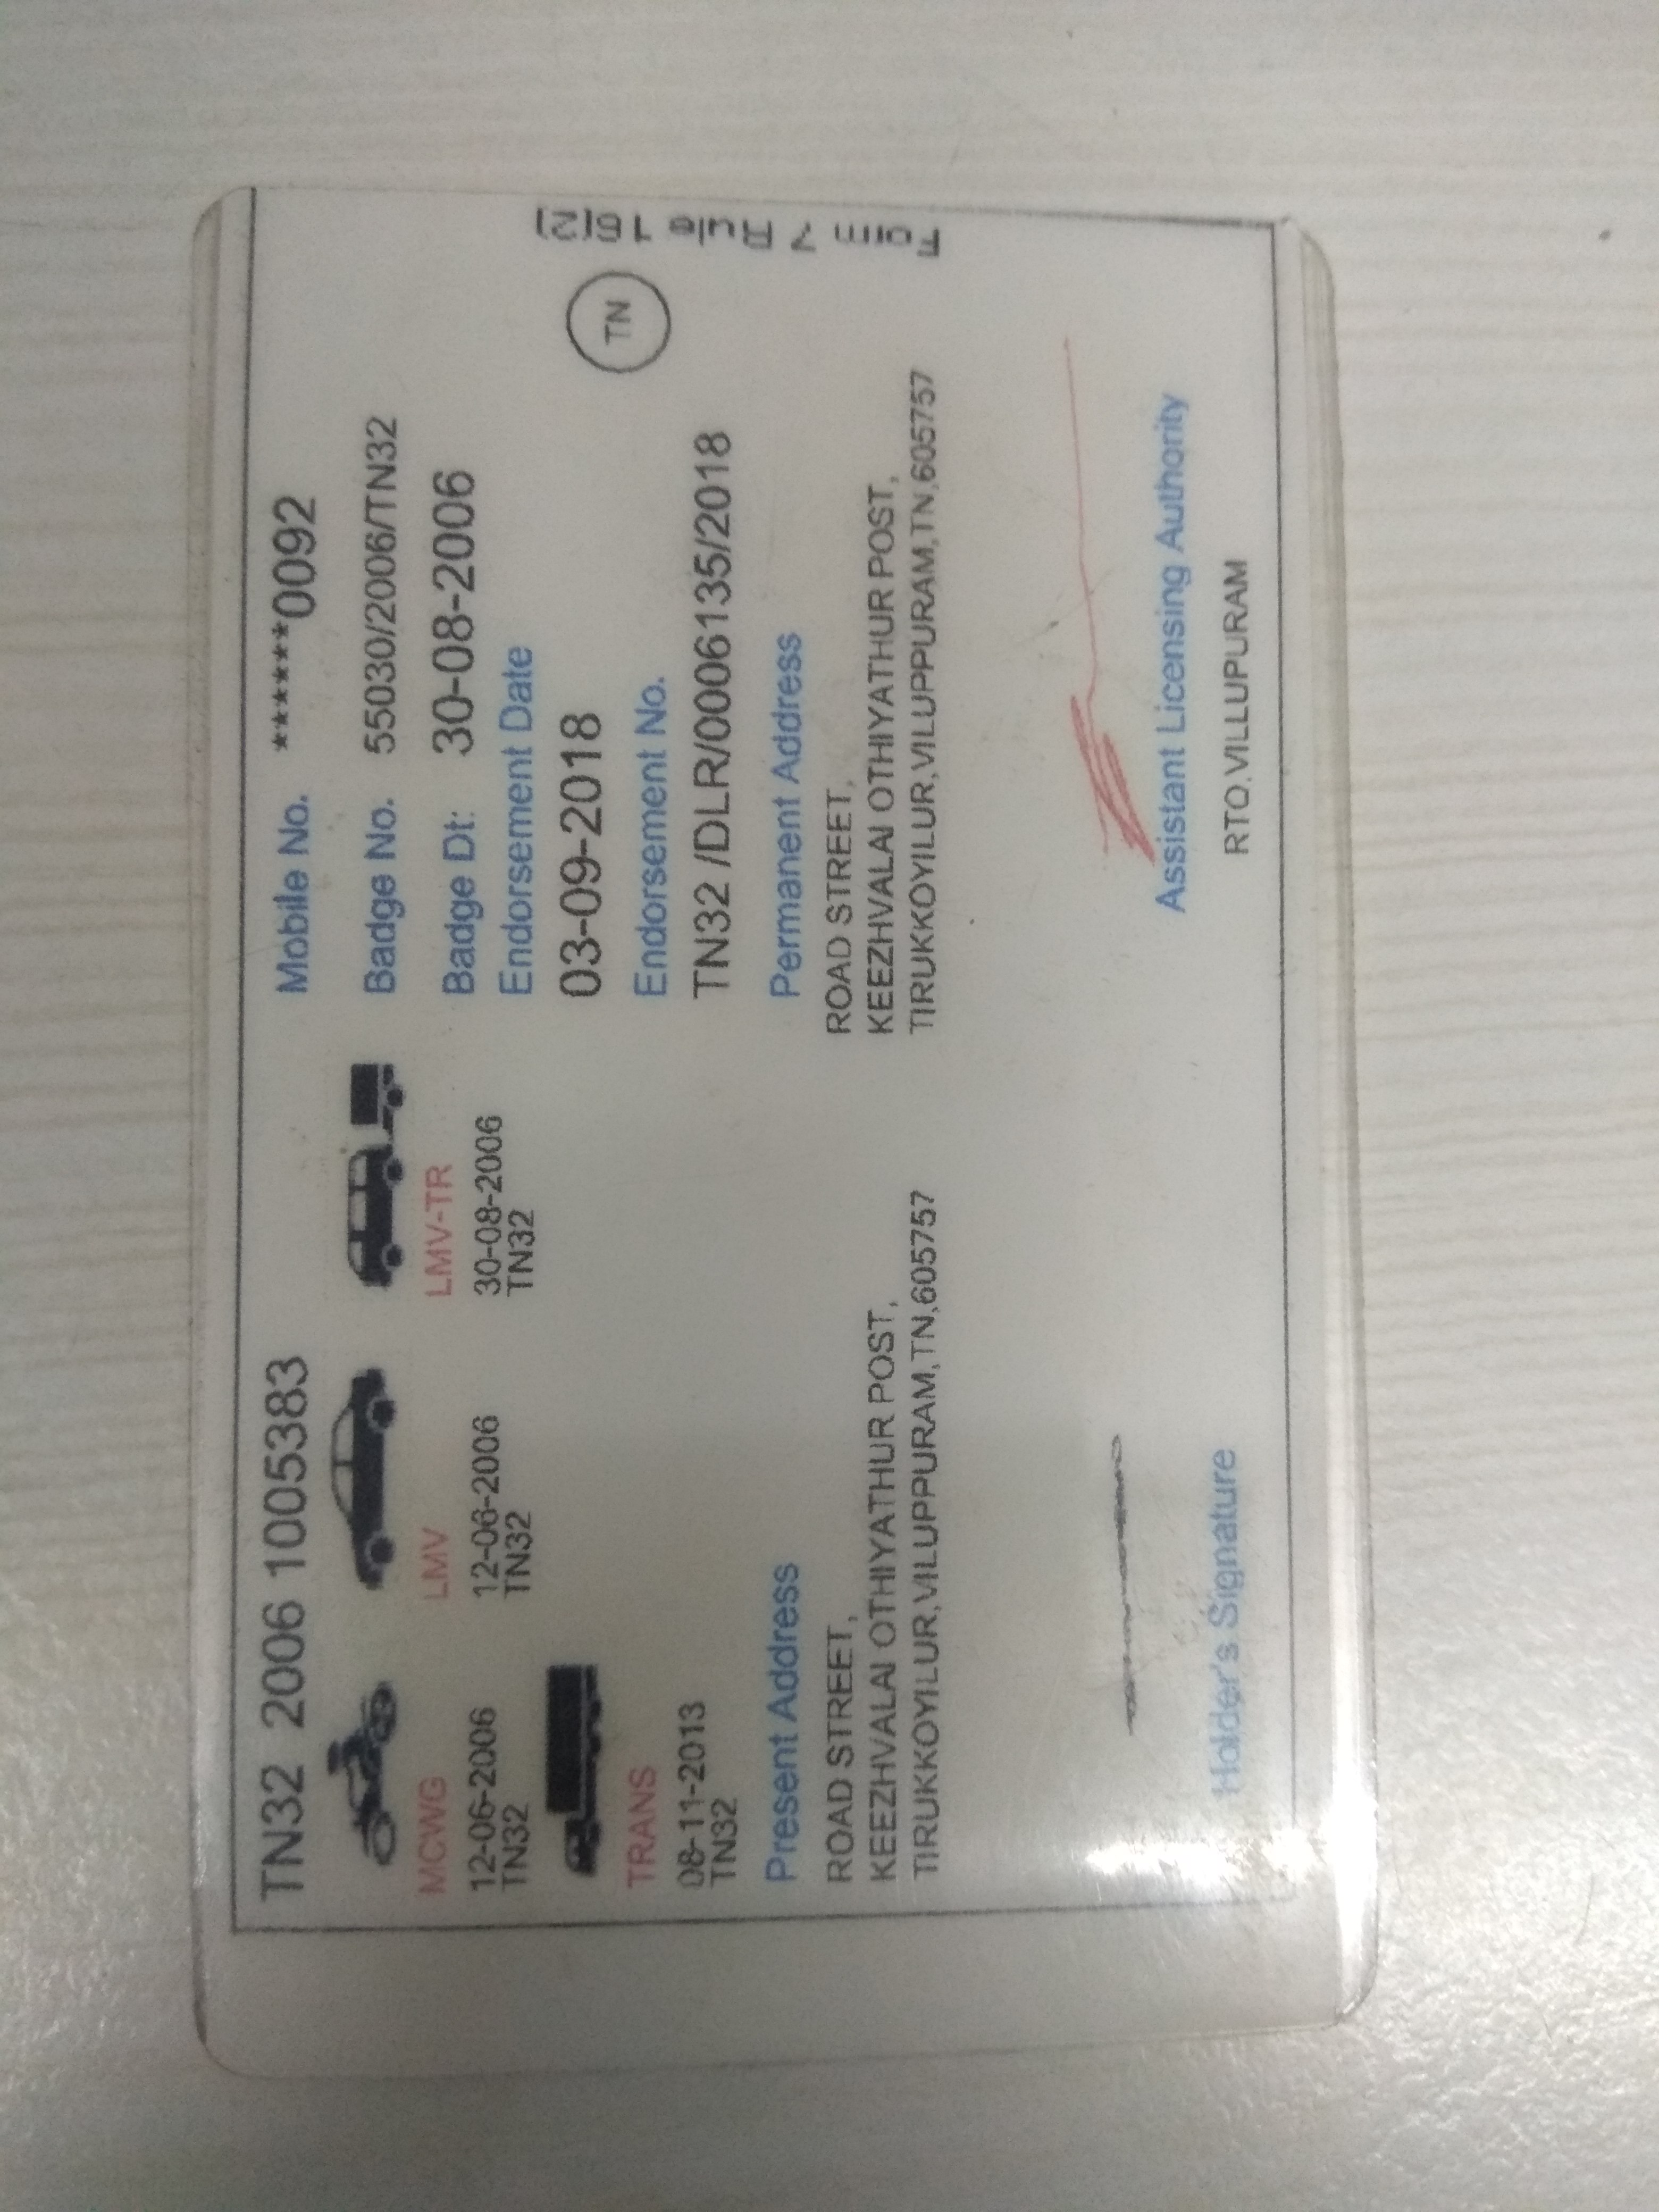 TN32 2006 1005383
MCWG
12-06-2006
TN32
LMV
12-06-2006
TN32
LMV-TR
30-08-2006
TN32
TRANS
08-11-2013
TN32
Mobile No. ******0092
Badge No. 55030/2006/TN32
Badge Dt: 30-08-2006
Endorsement Date
03-09-2018
Endorsement No.
TN32 /DLR/0006135/2018
TN
Form 7 Rule 16(2)
Present Address
ROAD STREET,
KEEZHVALAI OTHIYATHUR POST,
TIRUKKOYILUR,VILUPPURAM,TN,605757
Permanent Address
ROAD STREET,
KEEZHVALAI OTHIYATHUR POST,
TIRUKKOYILUR,VILUPPURAM,TN,605757
Holder's Signature
Assistant Licensing Authority
RTO,VILLUPURAM